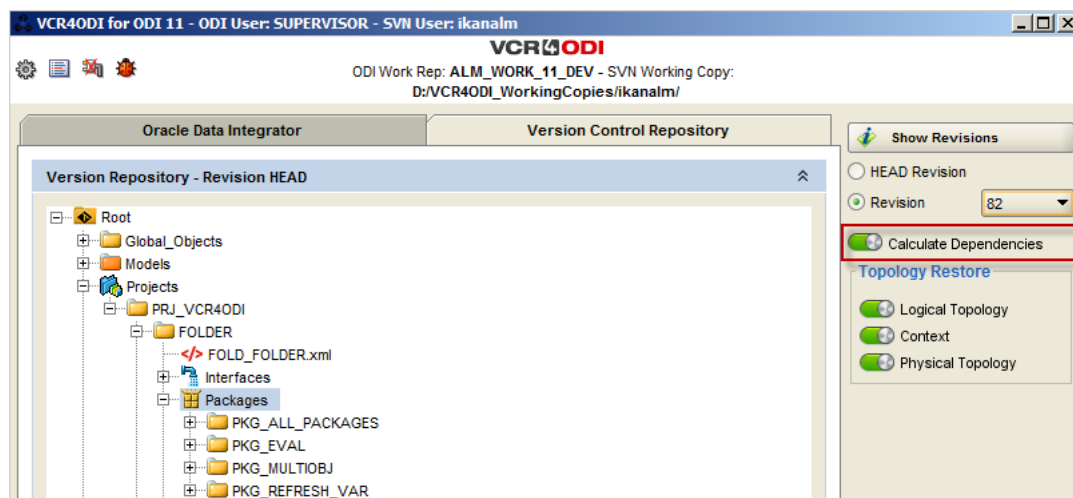 VCR4ODI for ODI 11 - ODI User: SUPERVISOR - SVN User: ikanalm
VCR4ODI
ODI Work Rep: ALM_WORK_11_DEV - SVN Working Copy:
D:/VCR4ODI_WorkingCopies/ikanalm/
Oracle Data Integrator
Version Control Repository
Version Repository - Revision HEAD
Root
Global_Objects
Models
Projects
PRJ_VCR4ODI
FOLDER
</> FOLD_FOLDER.xml
Interfaces
Packages
PKG_ALL_PACKAGES
PKG_EVAL
PKG_MULTIOBJ
PKG_REFRESH_VAR
Show Revisions
HEAD Revision
Revision 82
Calculate Dependencies
Topology Restore
Logical Topology
Context
Physical Topology